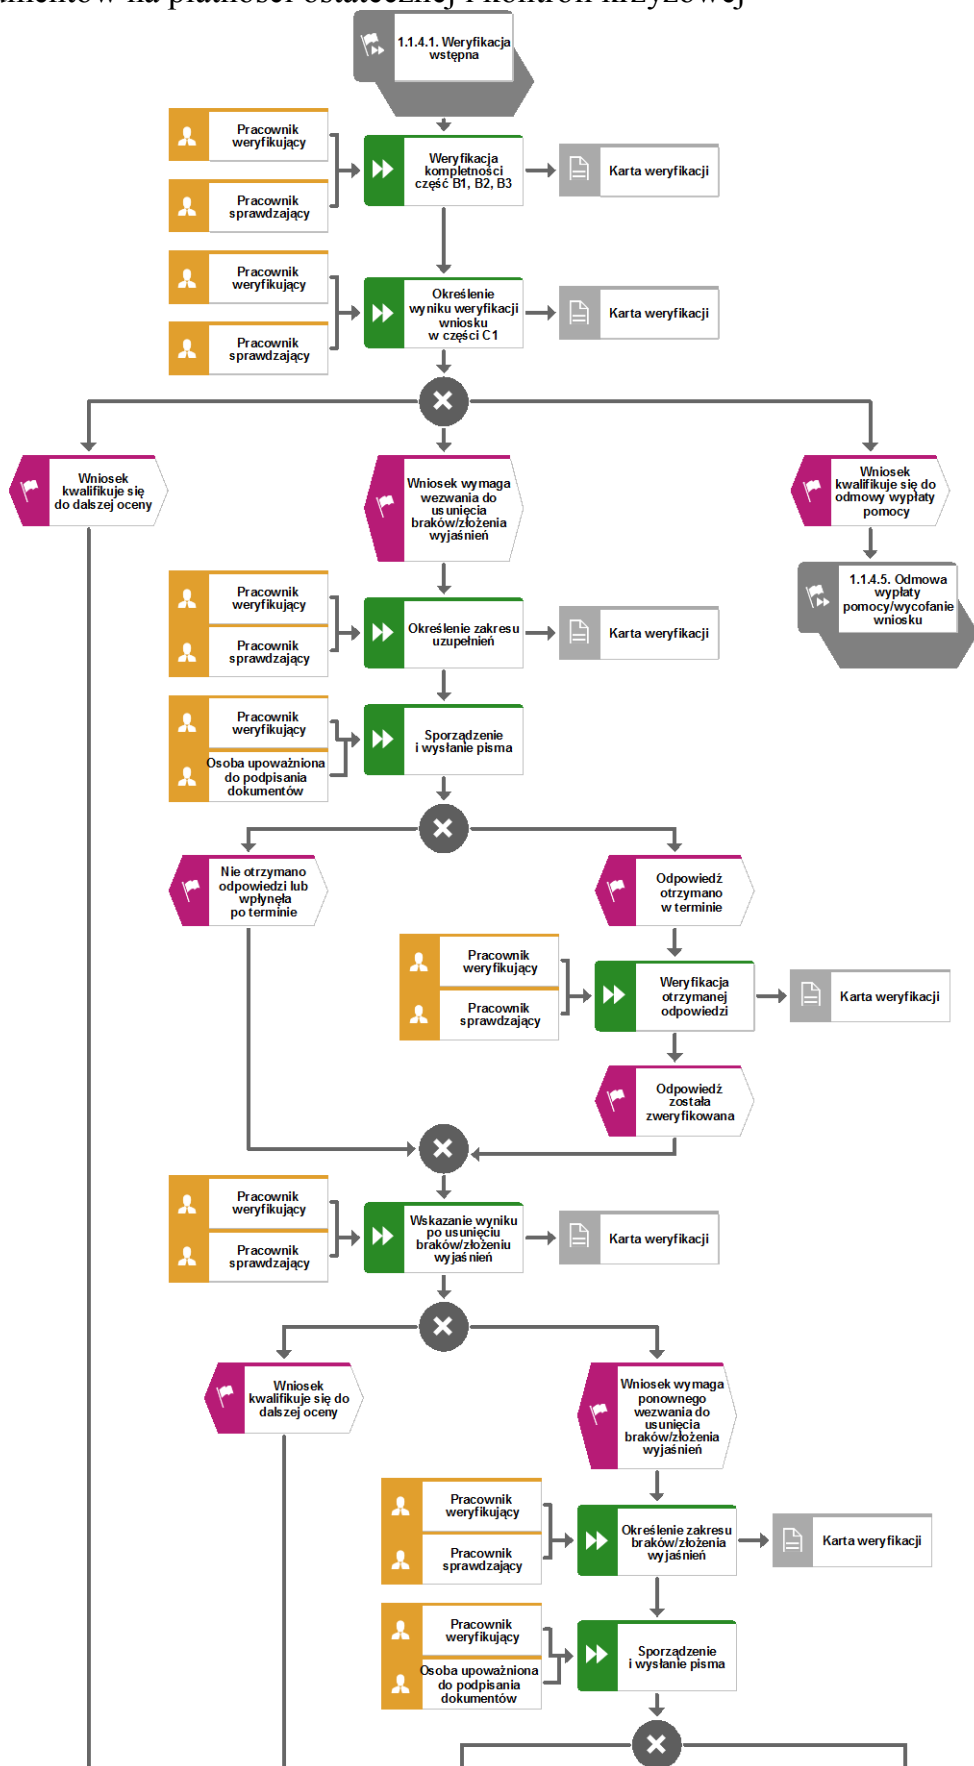 na płatności ostatecznej i kontroli krzyżowej
1.1.4.1. Weryfikacja
wstępna
Pracownik
weryfikujący
Weryfikacja
kompletności
część B1, B2, B3
Karta weryfikacji
Pracownik
sprawdzający
Pracownik
weryfikujący
Określenie
wyniku weryfikacji
wniosku
w części C1
Karta weryfikacji
Pracownik
sprawdzający
Wniosek
kwalifikuje się
do dalszej oceny
Wniosek wymaga
wezwania do
usunięcia
braków/złożenia
wyjaśnień
Wniosek
kwalifikuje się do
odmowy wypłaty
pomocy
1.1.4.5. Odmowa
wypłaty
pomocy/wycofanie
wniosku
Pracownik
weryfikujący
Pracownik
sprawdzający
Określenie zakresu
uzupełnień
Karta weryfikacji
Pracownik
weryfikujący
Osoba upoważniona
do podpisania
dokumentów
Sporządzenie
i wysłanie pisma
Nie otrzymano
odpowiedzi lub
wpłynęła
po terminie
Odpowiedź
otrzymano
w terminie
Pracownik
weryfikujący
Pracownik
sprawdzający
Weryfikacja
otrzymanej
odpowiedzi
Karta weryfikacji
Odpowiedź
została
zweryfikowana
Pracownik
weryfikujący
Pracownik
sprawdzający
Wskazanie wyniku
po usunięciu
braków/złożeniu
wyjaśnień
Karta weryfikacji
Wniosek
kwalifikuje się do
dalszej oceny
Wniosek wymaga
ponownego
wezwania do
usunięcia
braków/złożenia
wyjaśnień
Pracownik
weryfikujący
Pracownik
sprawdzający
Określenie zakresu
braków/złożenia
wyjaśnień
Karta weryfikacji
Pracownik
weryfikujący
Osoba upoważniona
do podpisania
dokumentów
Sporządzenie
i wysłanie pisma